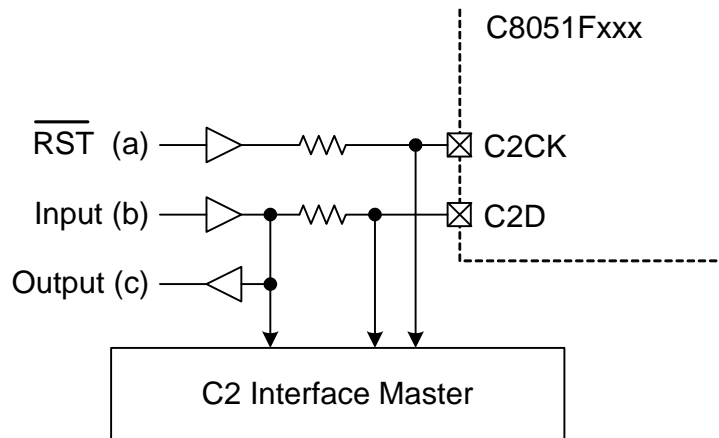 C8051Fxxx
RST (a)
C2CK
Input (b)
C2D
Output (c)
C2 Interface Master